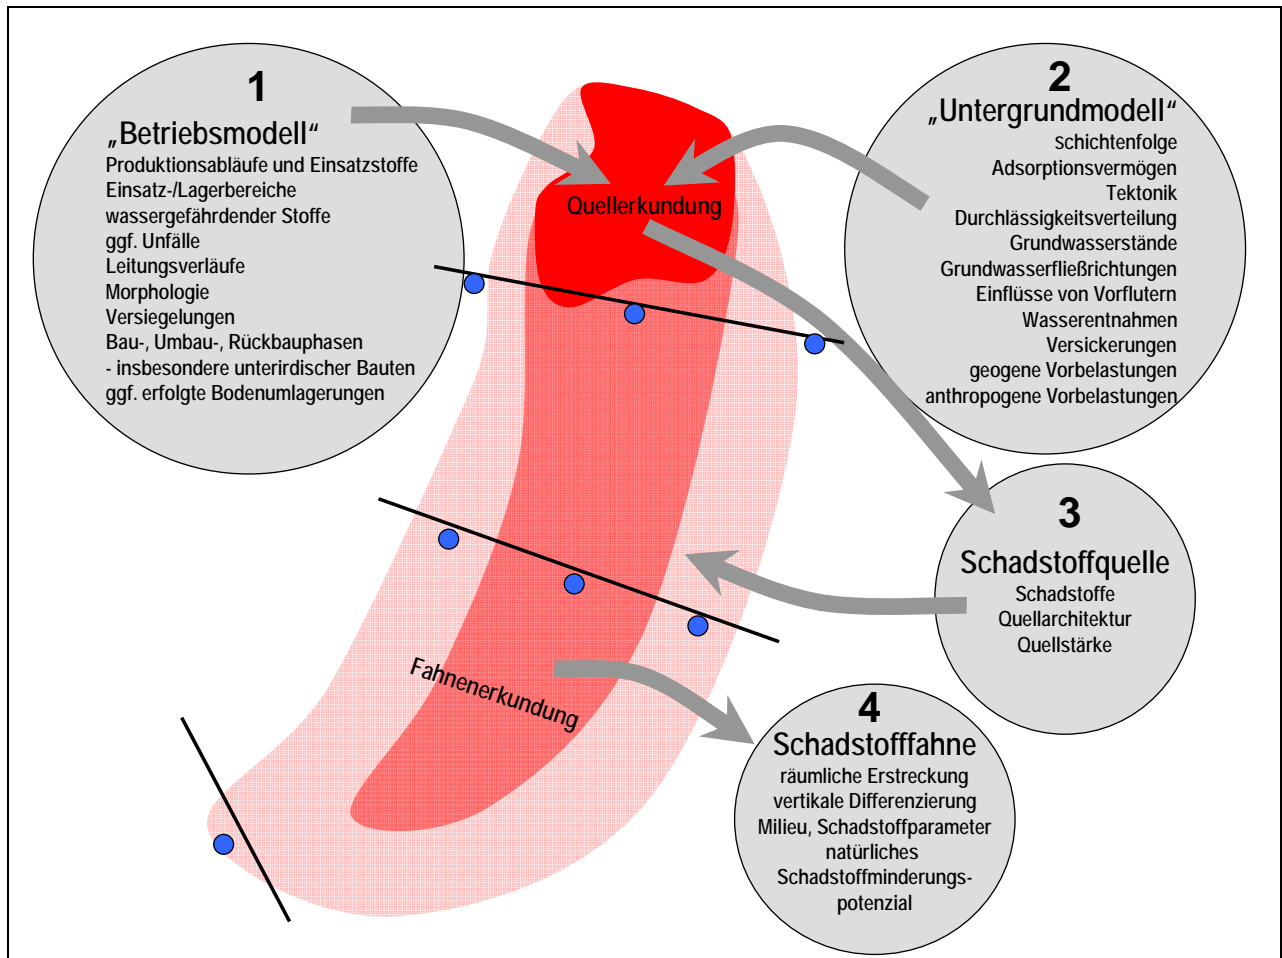 1
„Betriebsmodell“
Produktionsabläufe und Einsatzstoffe
Einsatz-/Lagerbereiche
wassergefährdender Stoffe
ggf. Unfälle
Leitungsverläufe
Morphologie
Versiegelungen
Bau-, Umbau-, Rückbauphasen
- insbesondere unterirdischer Bauten
ggf. erfolgte Bodenumlagerungen
2
„Untergrundmodell“
Schichtenfolge
Adsorptionsvermögen
Tektonik
Durchlässigkeitsverteilung
Grundwasserstände
Grundwasserfließrichtungen
Einflüsse von Vorflutern
Wasserentnahmen
Versickerungen
geogene Vorbelastungen
anthropogene Vorbelastungen
Quellerkundung
3
Schadstoffquelle
Schadstoffe
Quellarchitektur
Quellstärke
Fahnenerkundung
4
Schadstofffahne
räumliche Erstreckung
vertikale Differenzierung
Milieu, Schadstoffparameter
natürliches
Schadstoffminderungs-
potenzial